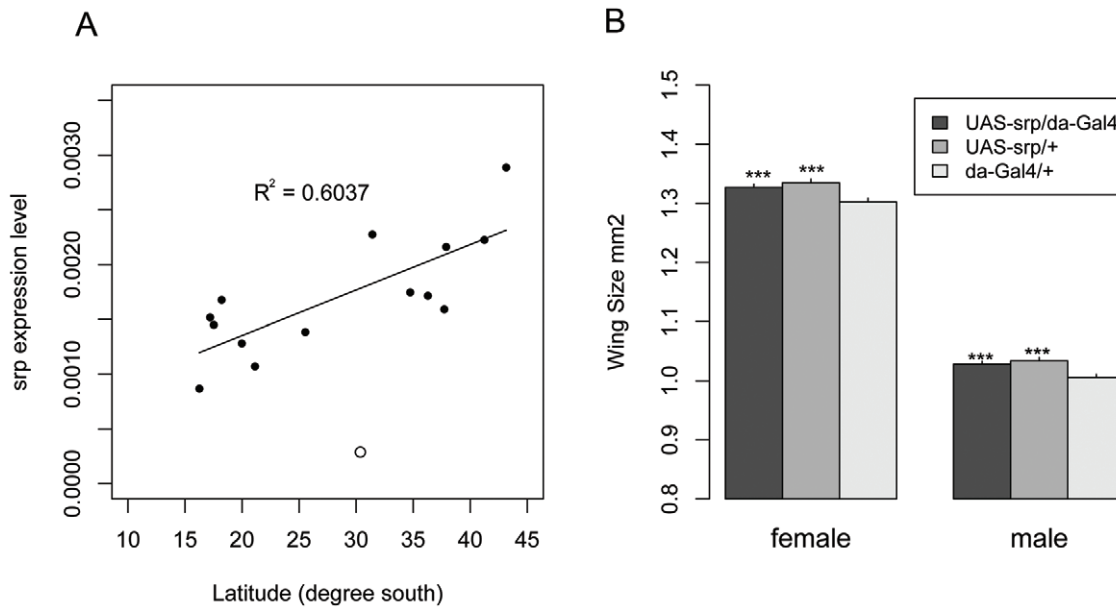 A
srp expression level
0.0000
0.0010
0.0020
0.0030
R² = 0.6037
10 15 20 25 30 35 40 45
Latitude (degree south)
B
Wing Size mm2
0.8
0.9
1.0
1.1
1.2
1.3
1.4
1.5
UAS-srp/da-Gal4
UAS-srp/+
da-Gal4/+
*** ***
*** ***
female male